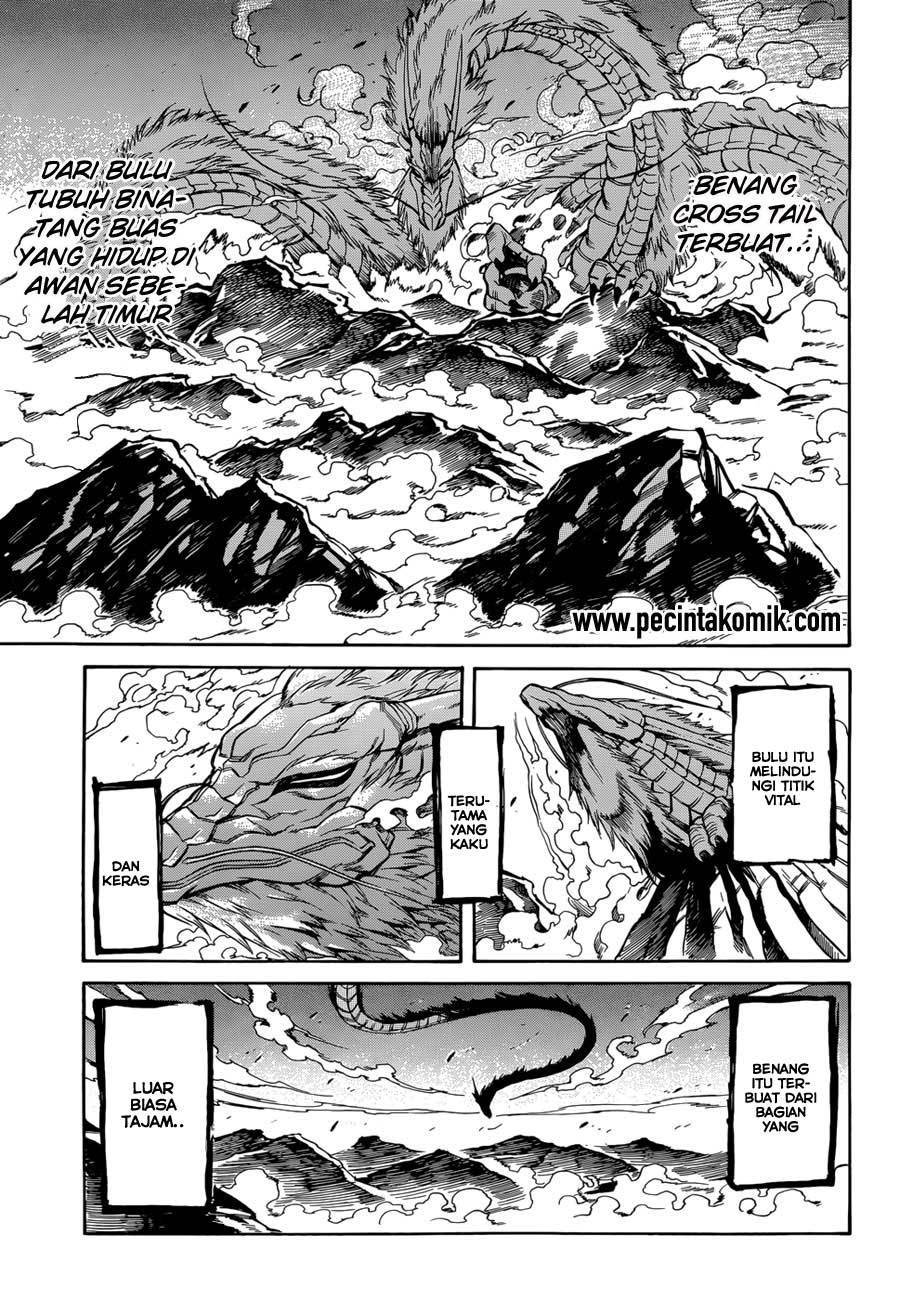 BENANG
CROSS TAIL
TERBUAT...
DARI BULU
TUBUH BINA-
TANG BUAS
YANG HIDUP DI
AWAN SEBE-
LAH TIMUR
www.pecintakomik.com
BULU ITU
MELINDU-
NGI TITIK
VITAL
TERU-
TAMA YANG
KAKU
DAN
KERAS
BENANG
ITU TER-
BUAT DARI
BAGIAN
YANG
LUAR
BIASA
TAJAM..